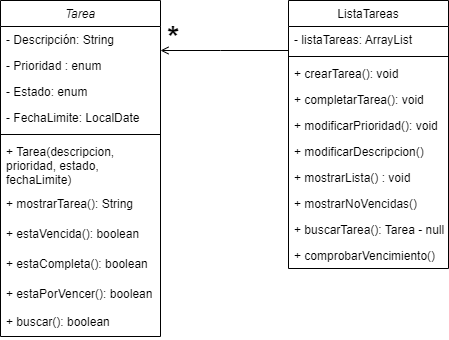 Tarea
- Descripción: String
- Prioridad : enum
- Estado: enum
- FechaLimite: LocalDate
+ Tarea(descripcion,
prioridad, estado,
fechaLimite)
+ mostrarTarea(): String
+ estaVencida(): boolean
+ estaCompleta(): boolean
+ estaPorVencer(): boolean
+ buscar(): boolean
*
ListaTareas
- listaTareas: ArrayList
+ crearTarea(): void
+ completarTarea(): void
+ modificarPrioridad(): void
+ modificarDescripcion()
+ mostrarLista() : void
+ mostrarNoVencidas()
+ buscarTarea(): Tarea - null
+ comprobarVencimiento()